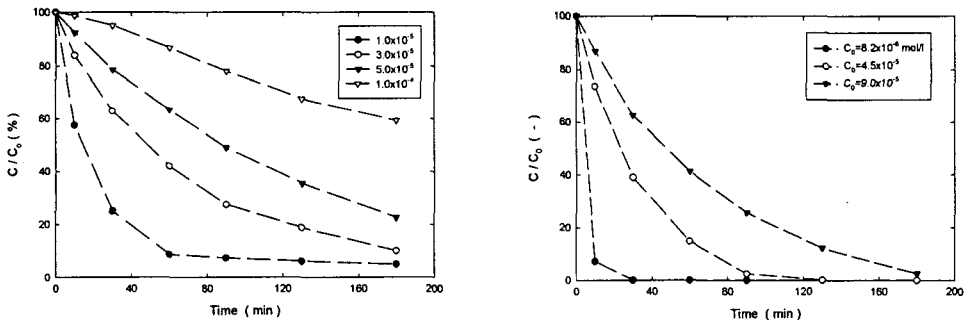 100
80
60
40
20
0
C / C₀ ( % )
0 40 80 120 160 200
Time ( min )
1.0x10⁻⁵
3.0x10⁻⁵
5.0x10⁻⁵
1.0x10⁻⁴
100
80
60
40
20
0
C / C₀ ( - )
0 40 80 120 160 200
Time ( min )
C₀=8.2x10⁻⁶ mol/l
C₀=4.5x10⁻⁵
C₀=9.0x10⁻⁵